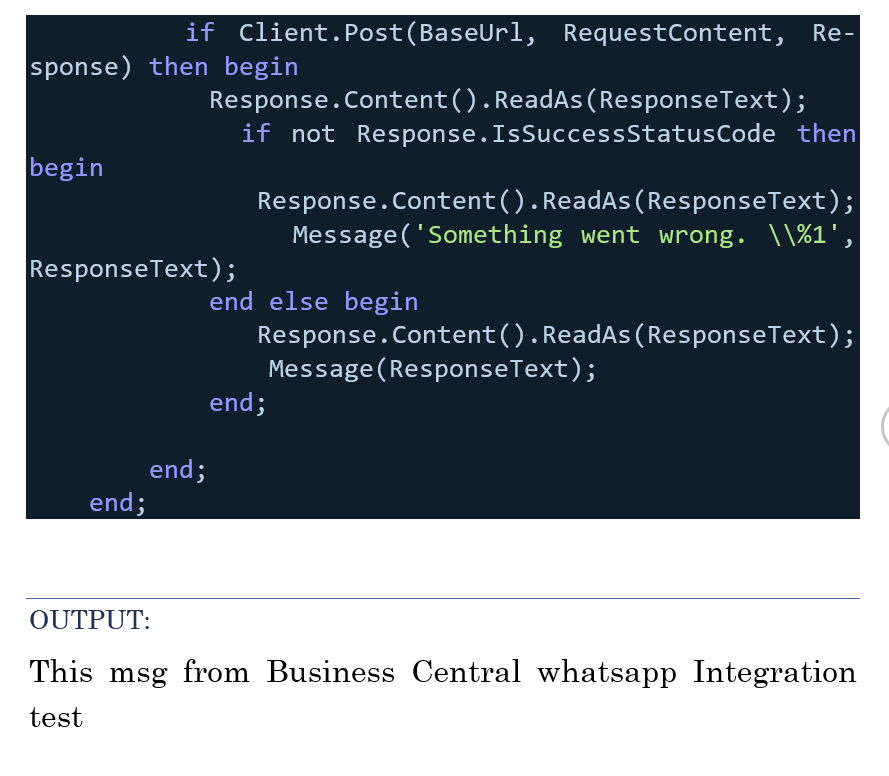 if Client.Post(BaseUrl, RequestContent, Re-
sponse) then begin
Response.Content().ReadAs(ResponseText);
if not Response.IsSuccessStatusCode then
begin
Response.Content().ReadAs(ResponseText);
Message('Something went wrong. \\%1',
ResponseText);
end else begin
Response.Content().ReadAs(ResponseText);
Message(ResponseText);
end;
end;
end;
OUTPUT:
This msg from Business Central whatsapp Integration
test